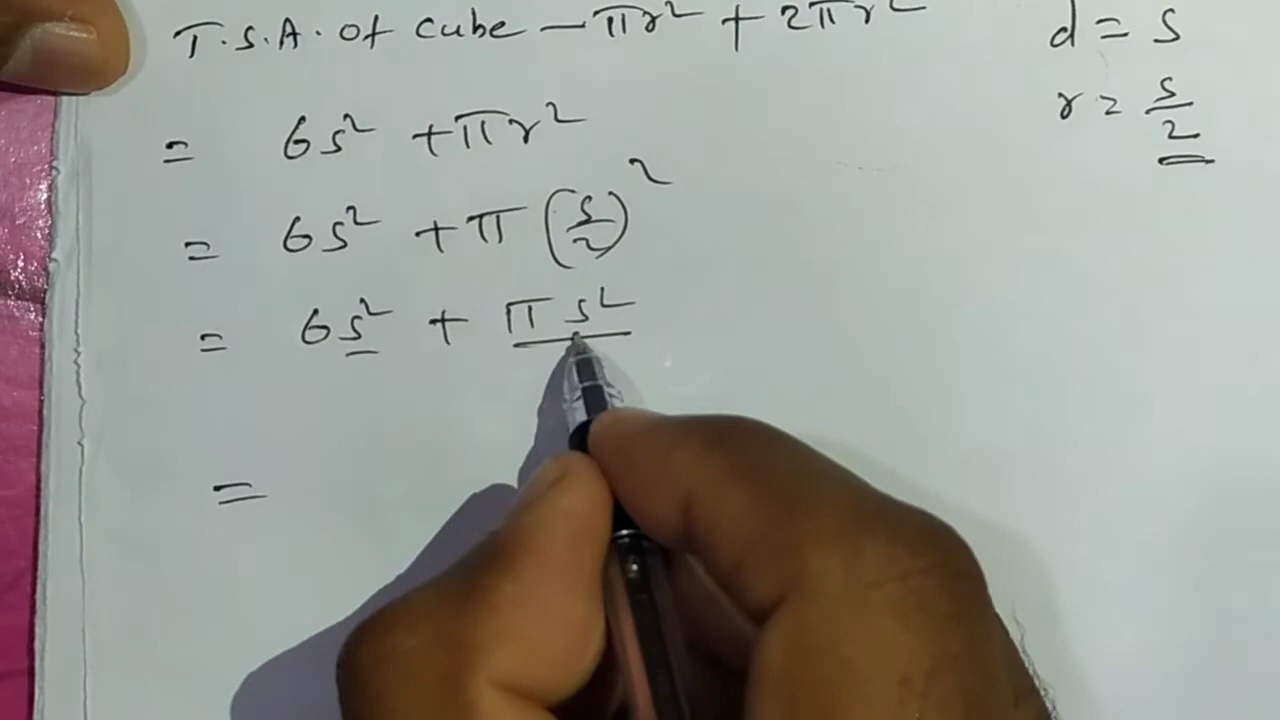 T.S.A. of cube - πr² + 2πr²
d = s
= 6s² + πr²
r = s/2
= 6s² + π (s/2)²
= 6s² + πs²
=